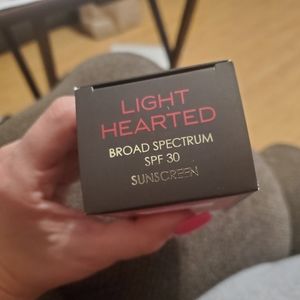 LIGHT
HEARTED
BROAD SPECTRUM
SPF 30
SUNSCREEN